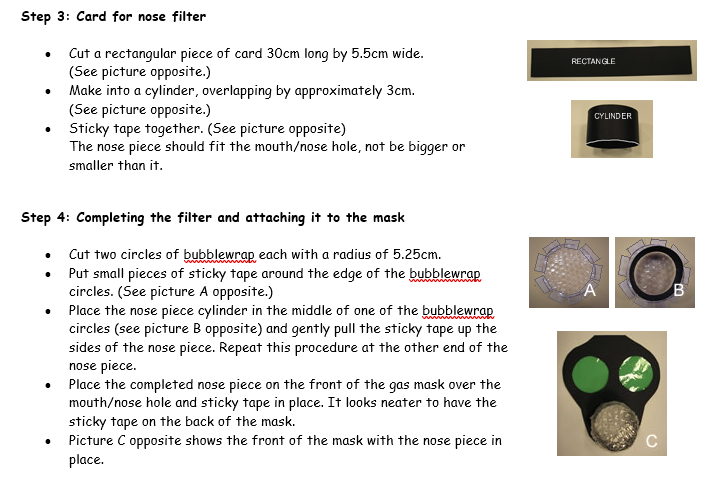 Step 3: Card for nose filter
• Cut a rectangular piece of card 30cm long by 5.5cm wide.
(See picture opposite.)
RECTANGLE
• Make into a cylinder, overlapping by approximately 3cm.
(See picture opposite.)
• Sticky tape together. (See picture opposite)
The nose piece should fit the mouth/nose hole, not be bigger or
smaller than it.
CYLINDER
Step 4: Completing the filter and attaching it to the mask
• Cut two circles of bubblewrap each with a radius of 5.25cm.
• Put small pieces of sticky tape around the edge of the bubblewrap
circles. (See picture A opposite.)
• Place the nose piece cylinder in the middle of one of the bubblewrap
circles (see picture B opposite) and gently pull the sticky tape up the
sides of the nose piece. Repeat this procedure at the other end of the
nose piece.
• Place the completed nose piece on the front of the gas mask over the
mouth/nose hole and sticky tape in place. It looks neater to have the
sticky tape on the back of the mask.
• Picture C opposite shows the front of the mask with the nose piece in
place.
A
B
C